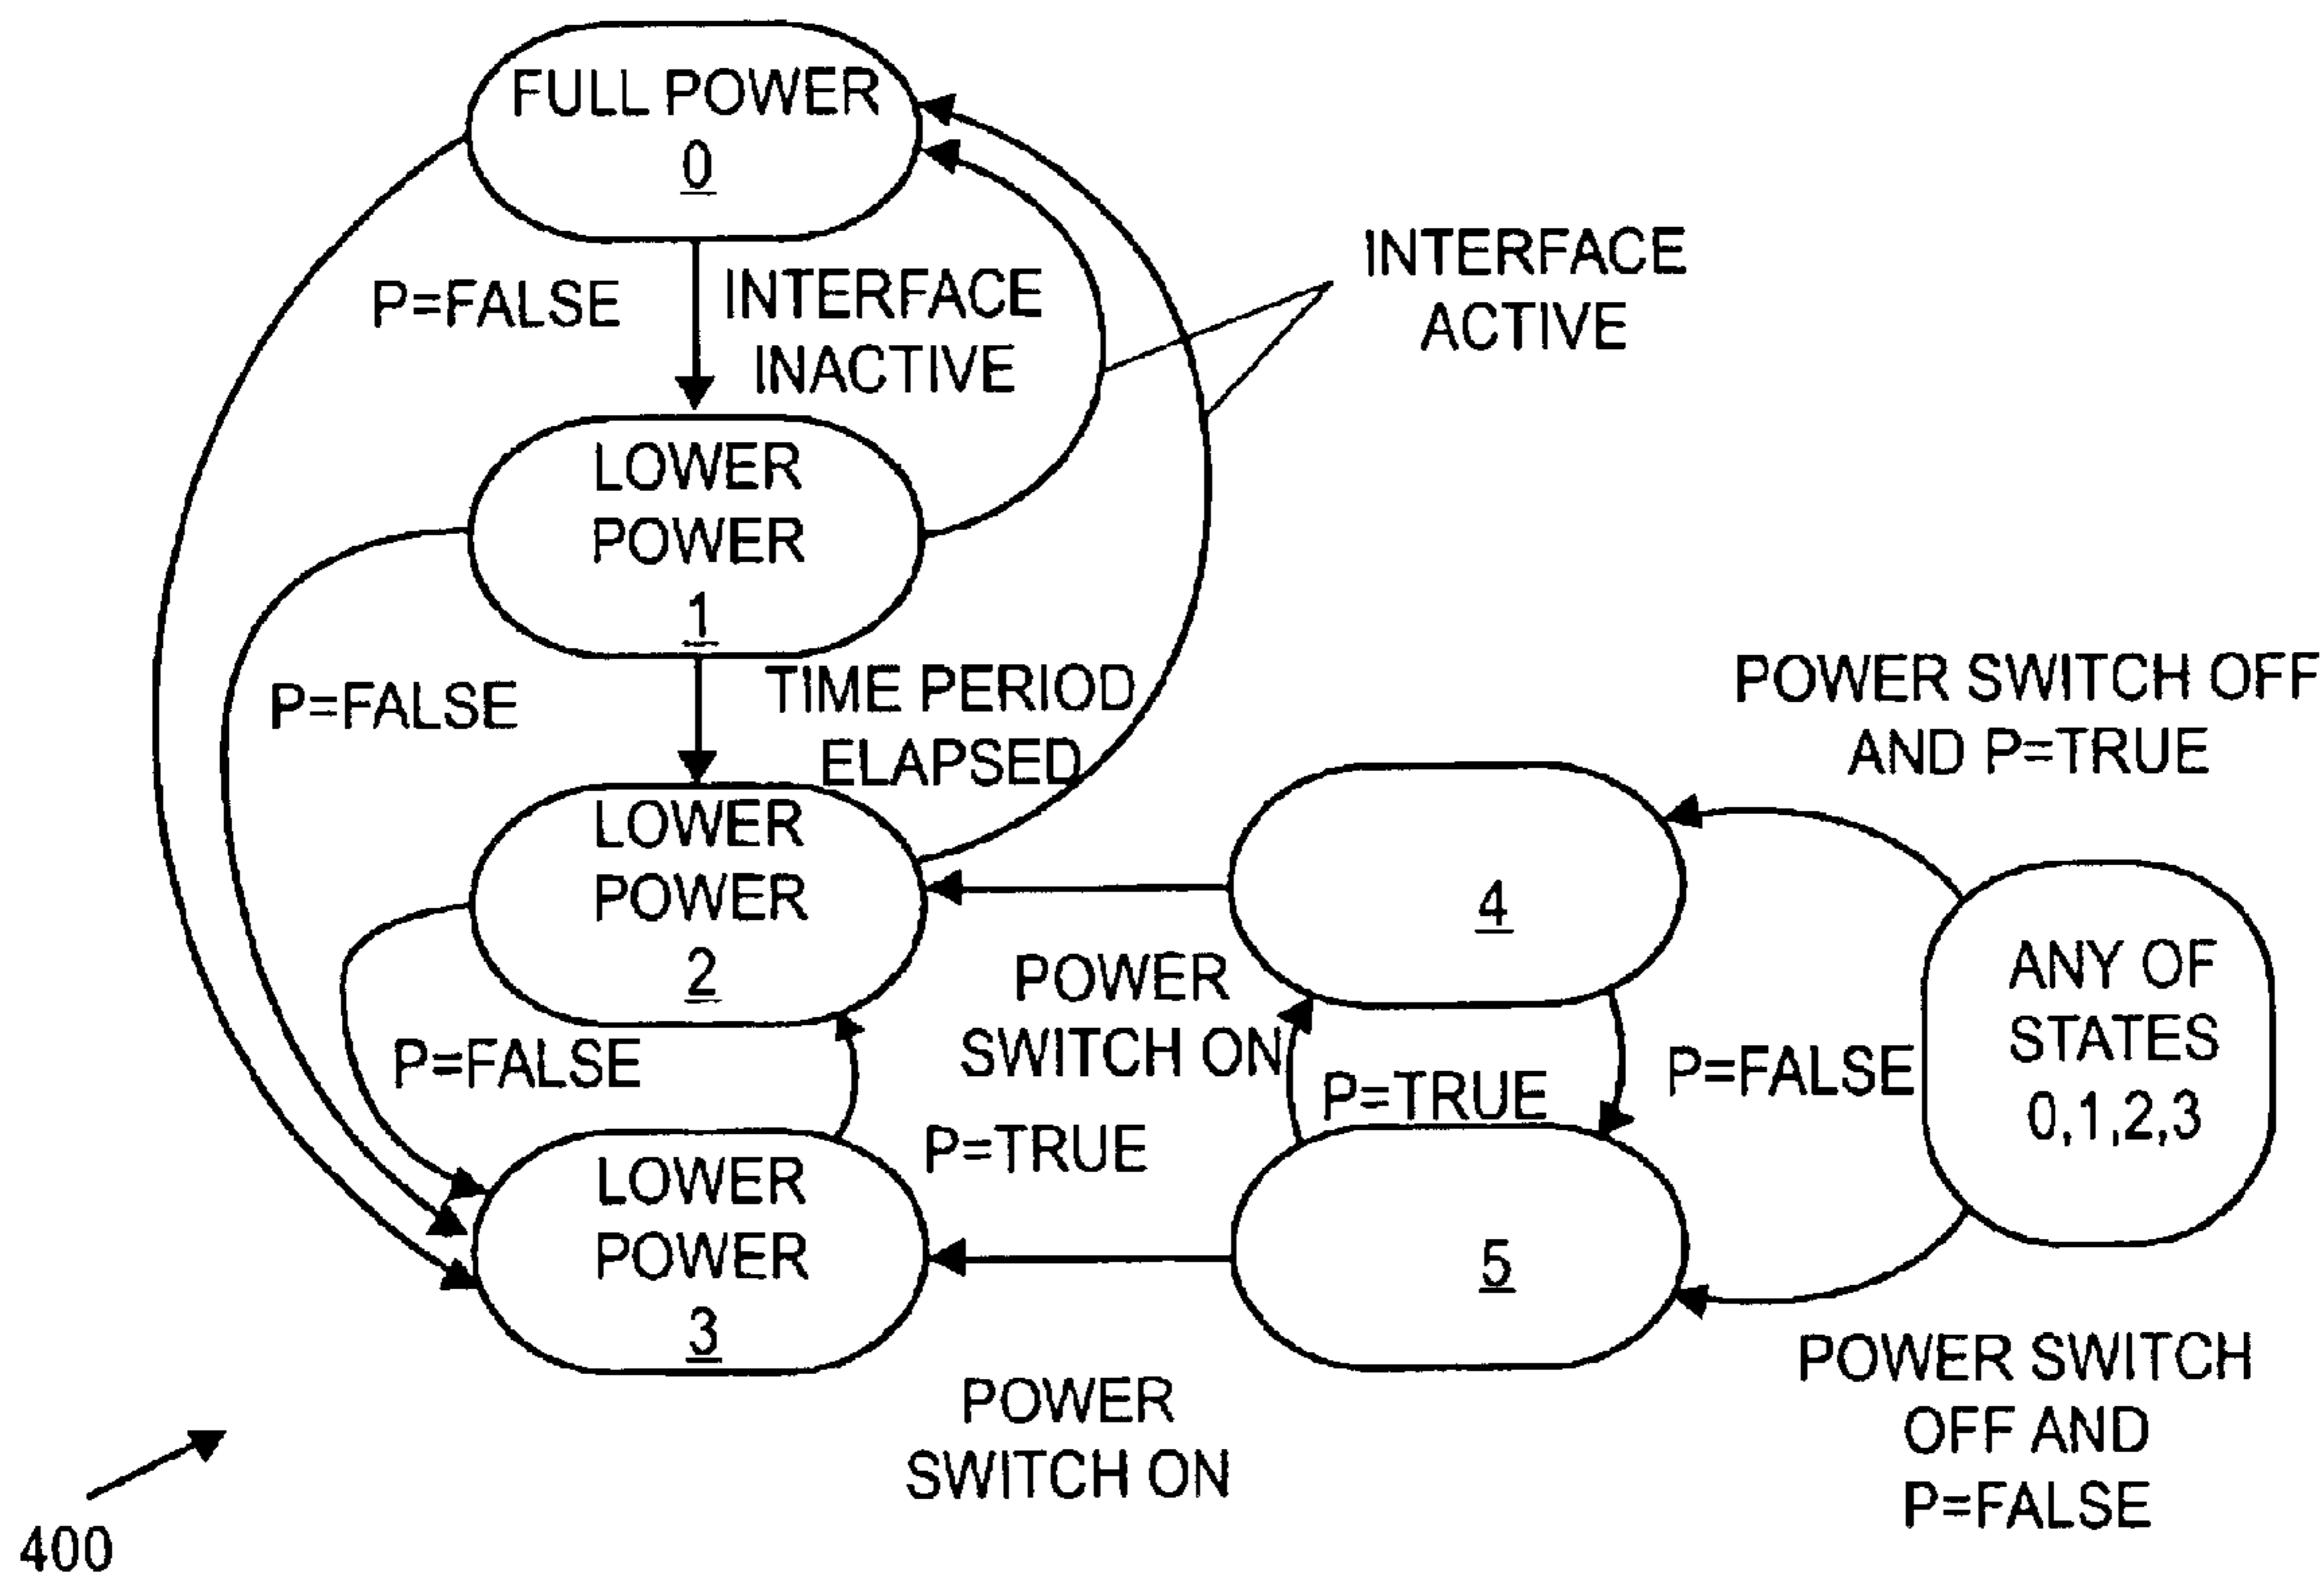 FULL POWER
0
P=FALSE
INTERFACE
INACTIVE
INTERFACE
ACTIVE
LOWER
POWER
1
P=FALSE
TIME PERIOD
ELAPSED
POWER SWITCH OFF
AND P=TRUE
LOWER
POWER
2
4
POWER
SWITCH ON
ANY OF
STATES
0,1,2,3
P=FALSE
P=TRUE
P=TRUE
P=FALSE
LOWER
POWER
3
5
POWER
SWITCH ON
POWER SWITCH
OFF AND
P=FALSE
400